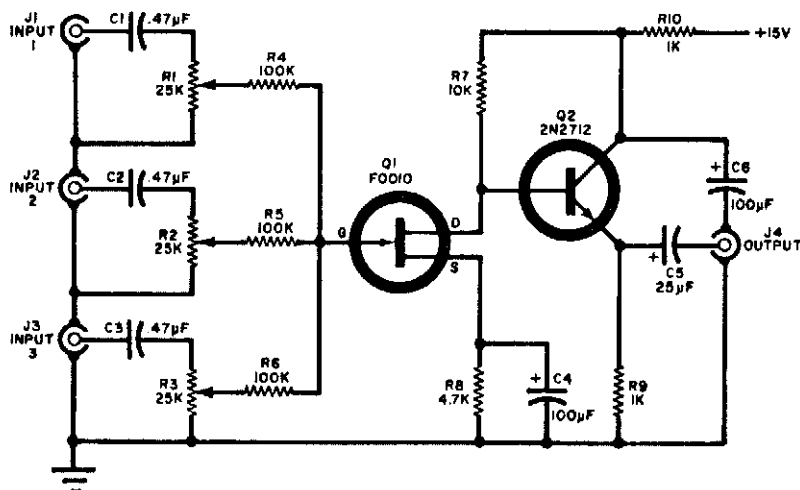 J1
INPUT
1
C1
.47µF
R1
25K
R4
100K
R7
10K
R10
1K
+15V
Q2
2N2712
J2
INPUT
2
C2
.47µF
R2
25K
R5
100K
Q1
F0010
G
D
S
+
C6
100µF
J4
OUTPUT
+
C5
25µF
J3
INPUT
3
C3
.47µF
R3
25K
R6
100K
R8
4.7K
+
C4
100µF
R9
1K